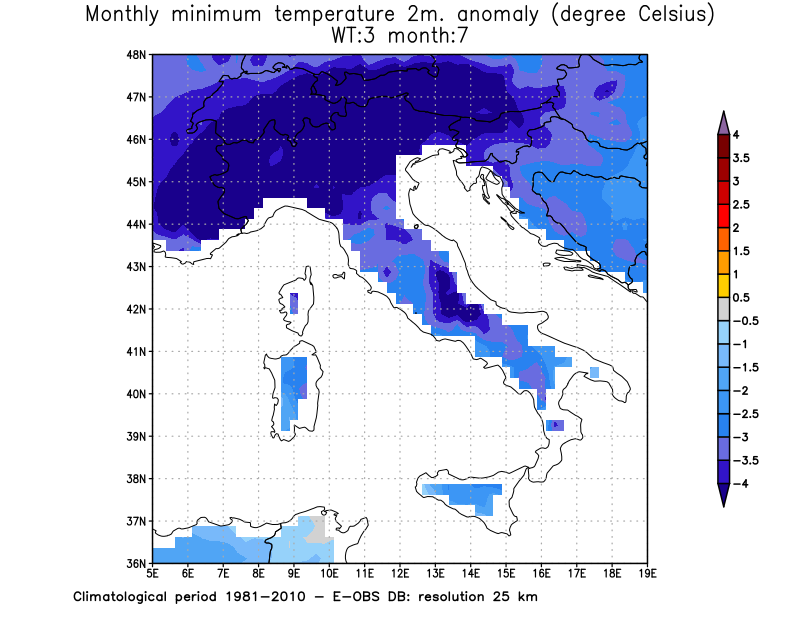 Monthly minimum temperature 2m. anomaly (degree Celsius)
WT:3 month:7
48N
47N
46N
45N
44N
43N
42N
41N
40N
39N
38N
37N
36N
5E 6E 7E 8E 9E 10E 11E 12E 13E 14E 15E 16E 17E 18E 19E
4
3.5
3
2.5
2
1.5
1
0.5
−0.5
−1
−1.5
−2
−2.5
−3
−3.5
−4
Climatological period 1981−2010 − E−OBS DB: resolution 25 km